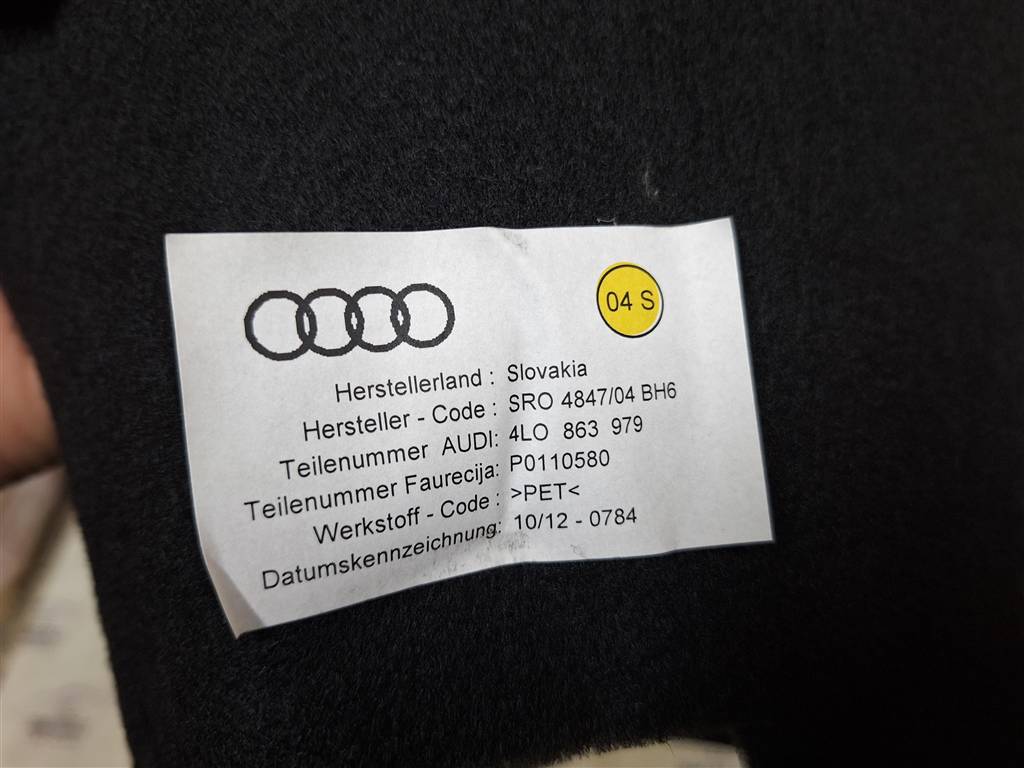 04 S
Herstellerland : Slovakia
Hersteller - Code : SRO 4847/04 BH6
Teilenummer AUDI: 4LO 863 979
Teilenummer Faurecija: P0110580
Werkstoff - Code : >PET<
Datumskennzeichnung: 10/12 - 0784